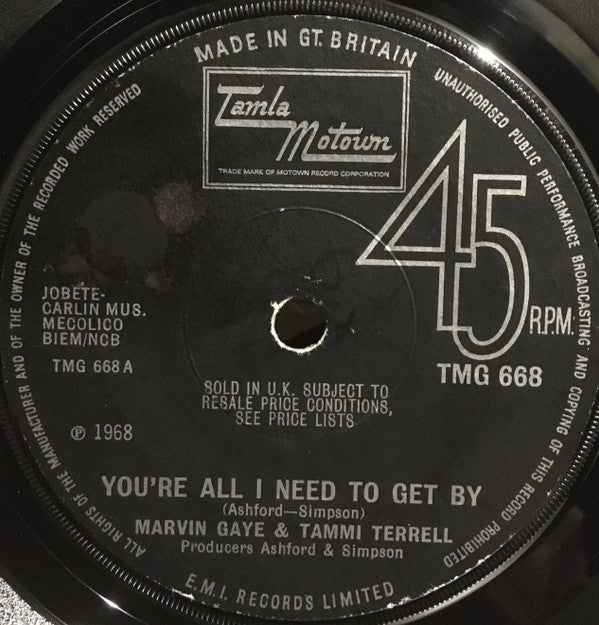 MADE IN GT. BRITAIN
UNAUTHORISED PUBLIC PERFORMANCE BROADCASTING AND COPYING OF THIS RECORD PROHIBITED
ALL RIGHTS OF THE MANUFACTURER AND OF THE OWNER OF THE RECORDED WORK RESERVED
Tamla
Motown
TRADE MARK OF MOTOWN RECORD CORPORATION
45
R.P.M.
TMG 668
JOBETE-
CARLIN MUS.
MECOLICO
BIEM/NCB
TMG 668 A
℗ 1968
SOLD IN U.K. SUBJECT TO
RESALE PRICE CONDITIONS,
SEE PRICE LISTS
YOU'RE ALL I NEED TO GET BY
(Ashford—Simpson)
MARVIN GAYE & TAMMI TERRELL
Producers Ashford & Simpson
E.M.I. RECORDS LIMITED